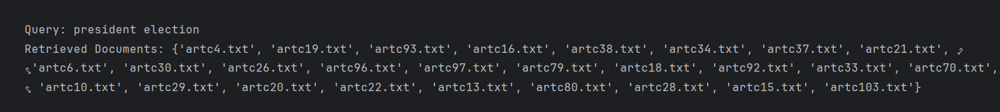 Query: president election
Retrieved Documents: {'artc4.txt', 'artc19.txt', 'artc93.txt', 'artc16.txt', 'artc38.txt', 'artc34.txt', 'artc37.txt', 'artc21.txt',
'artc6.txt', 'artc30.txt', 'artc26.txt', 'artc96.txt', 'artc97.txt', 'artc79.txt', 'artc18.txt', 'artc92.txt', 'artc33.txt', 'artc70.txt',
'artc10.txt', 'artc29.txt', 'artc20.txt', 'artc22.txt', 'artc13.txt', 'artc80.txt', 'artc28.txt', 'artc15.txt', 'artc103.txt'}